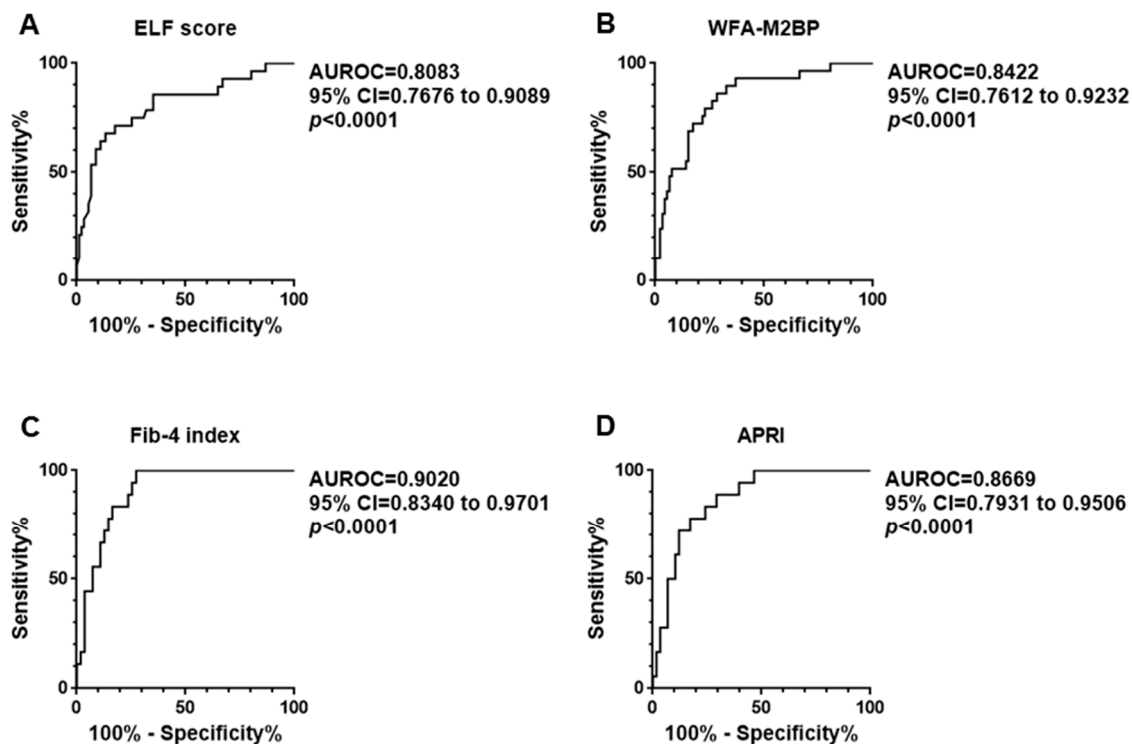 A
ELF score
100
50
0
Sensitivity%
0
50
100
100% - Specificity%
AUROC=0.8083
95% CI=0.7676 to 0.9089
p<0.0001
B
WFA-M2BP
100
50
0
Sensitivity%
0
50
100
100% - Specificity%
AUROC=0.8422
95% CI=0.7612 to 0.9232
p<0.0001
C
Fib-4 index
100
50
0
Sensitivity%
0
50
100
100% - Specificity%
AUROC=0.9020
95% CI=0.8340 to 0.9701
p<0.0001
D
APRI
100
50
0
Sensitivity%
0
50
100
100% - Specificity%
AUROC=0.8669
95% CI=0.7931 to 0.9506
p<0.0001